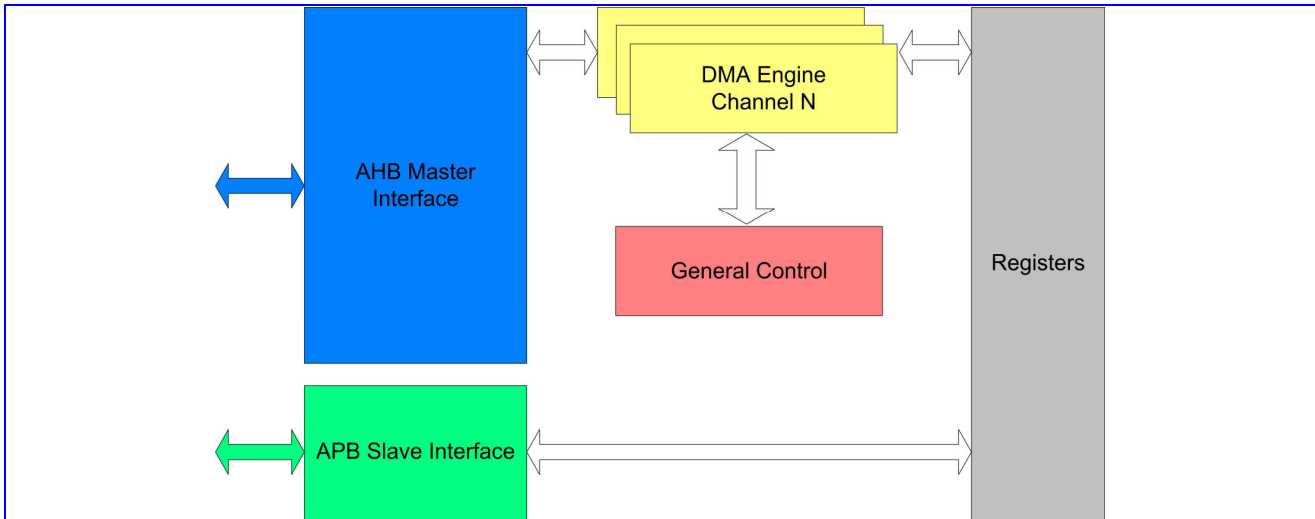 DMA Engine
Channel N
AHB Master
Interface
General Control
Registers
APB Slave Interface